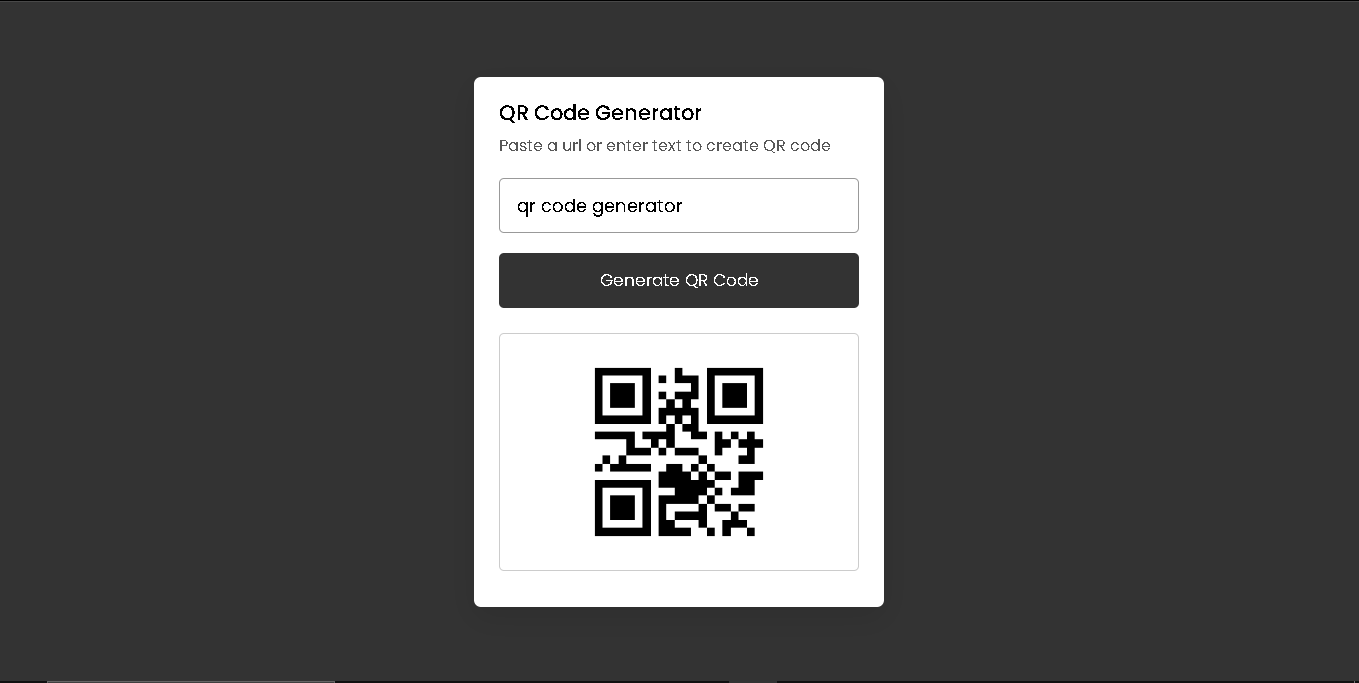 QR Code Generator
Paste a url or enter text to create QR code
qr code generator
Generate QR Code